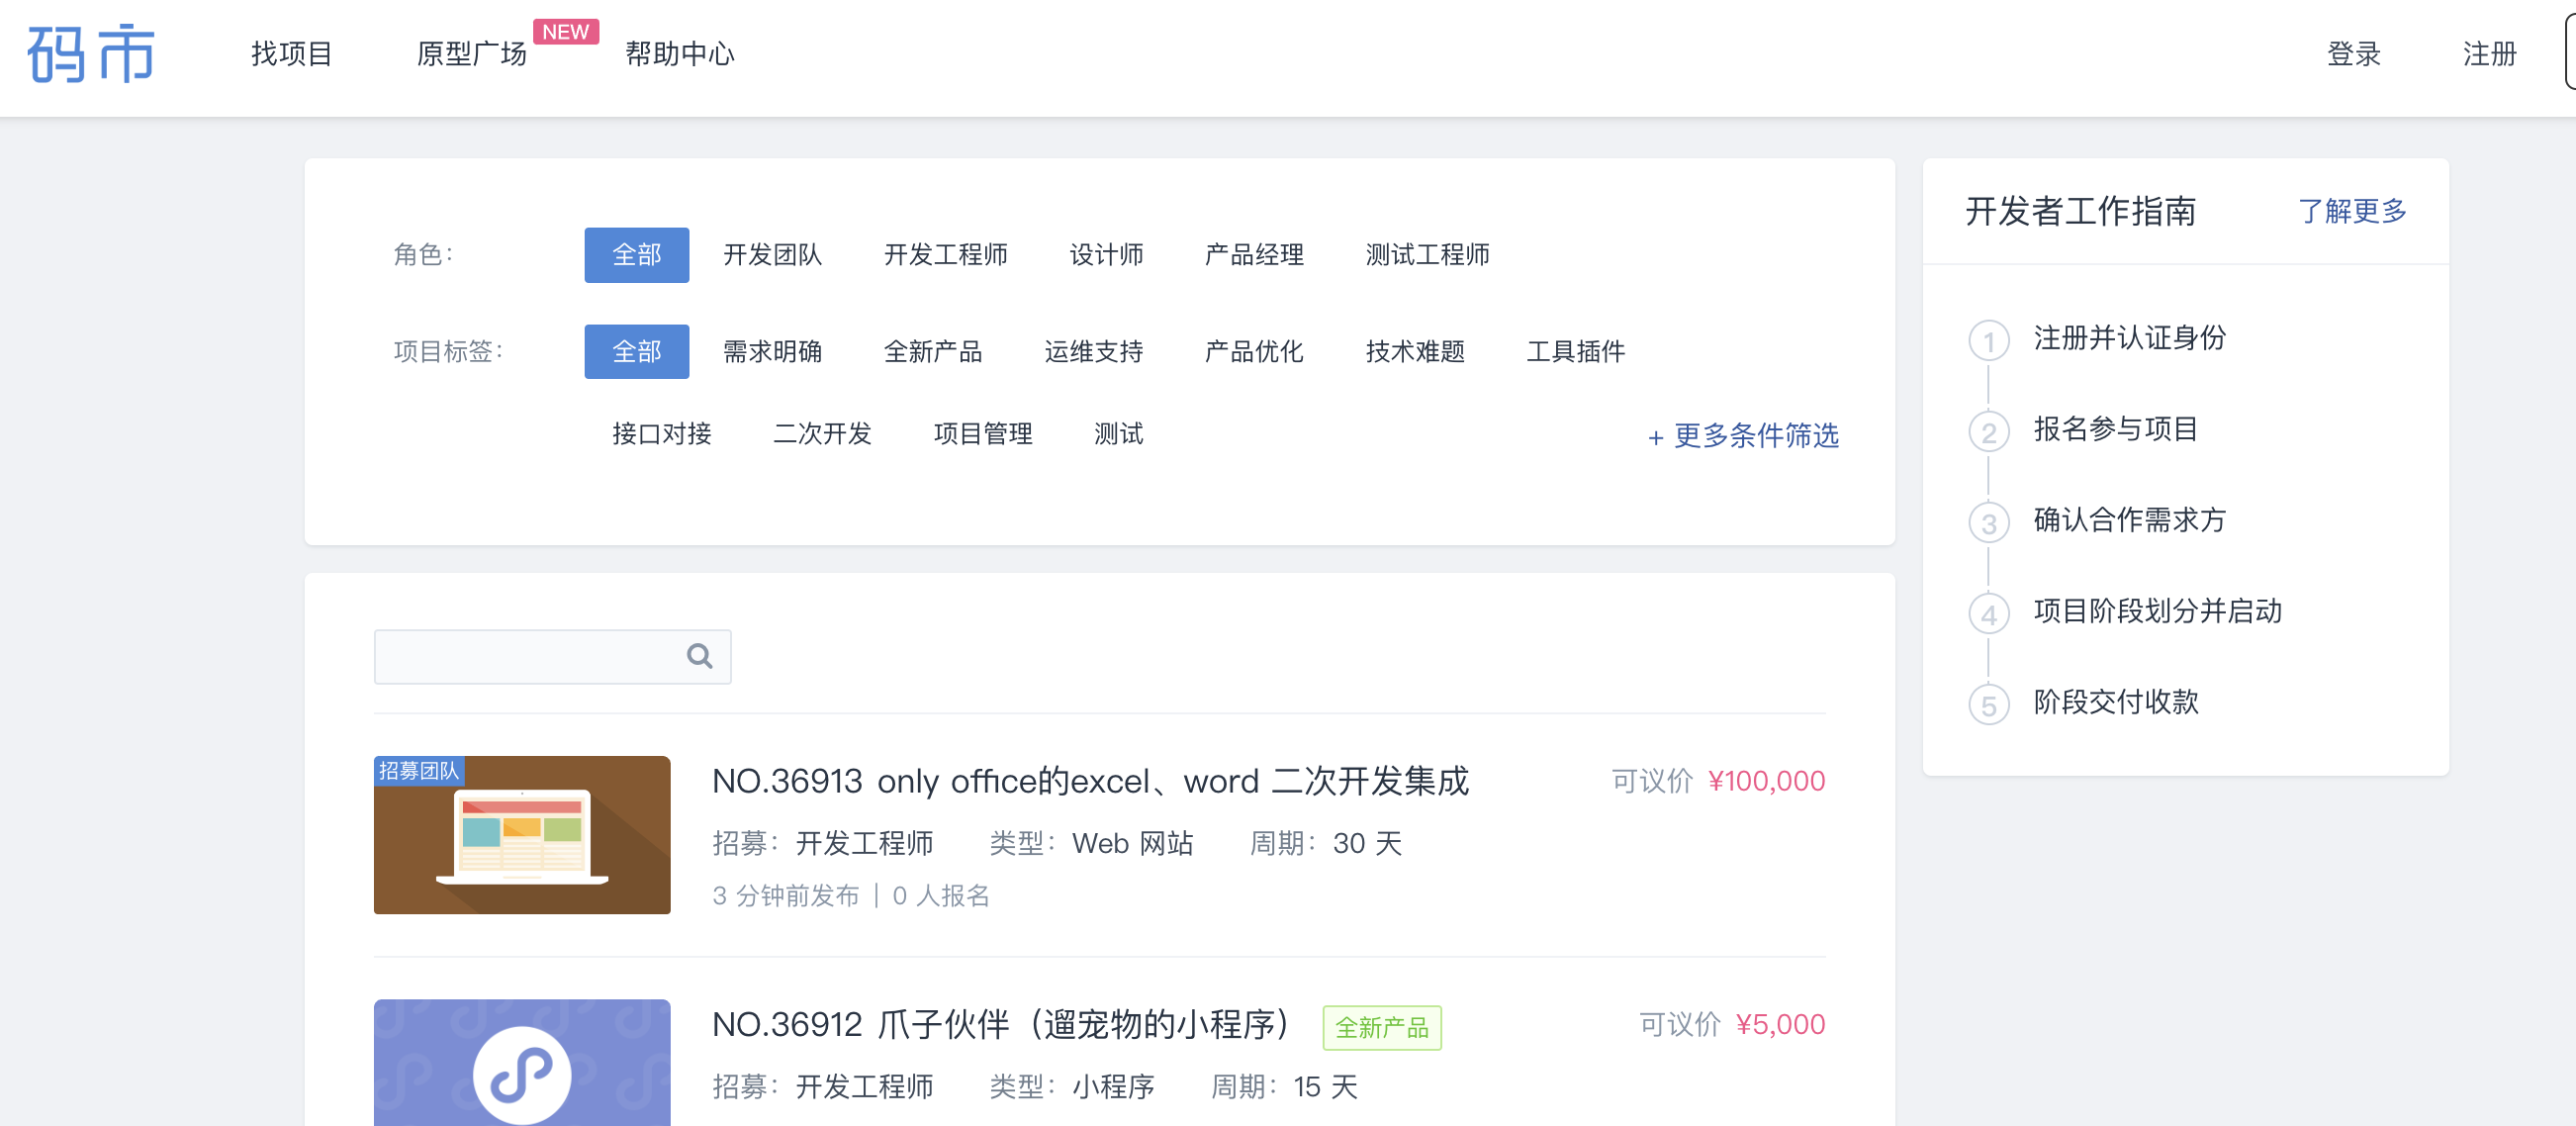 码市 找项目 原型广场 NEW 帮助中心 登录 注册
角色： 全部 开发团队 开发工程师 设计师 产品经理 测试工程师
项目标签： 全部 需求明确 全新产品 运维支持 产品优化 技术难题 工具插件
接口对接 二次开发 项目管理 测试 + 更多条件筛选
开发者工作指南 了解更多
1 注册并认证身份
2 报名参与项目
3 确认合作需求方
4 项目阶段划分并启动
5 阶段交付收款
招募团队
NO.36913 only office的excel、word 二次开发集成 可议价 ¥100,000
招募： 开发工程师 类型： Web 网站 周期： 30 天
3 分钟前发布 | 0 人报名
NO.36912 爪子伙伴（遛宠物的小程序） 全新产品 可议价 ¥5,000
招募： 开发工程师 类型： 小程序 周期： 15 天